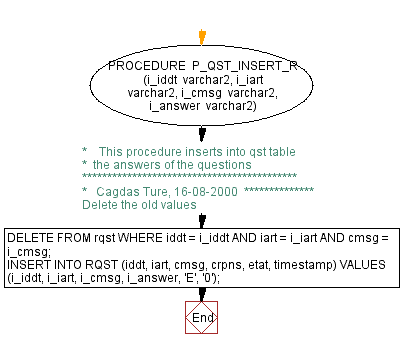 PROCEDURE P_QST_INSERT_R
(i_iddt varchar2, i_iart
varchar2, i_cmsg varchar2,
i_answer varchar2)
* This procedure inserts into qst table
* the answers of the questions
*******************************************
* Cagdas Ture, 16-08-2000 **************
Delete the old values
DELETE FROM rqst WHERE iddt = i_iddt AND iart = i_iart AND cmsg =
i_cmsg;
INSERT INTO RQST (iddt, iart, cmsg, crpns, etat, timestamp) VALUES
(i_iddt, i_iart, i_cmsg, i_answer, 'E', '0');
End